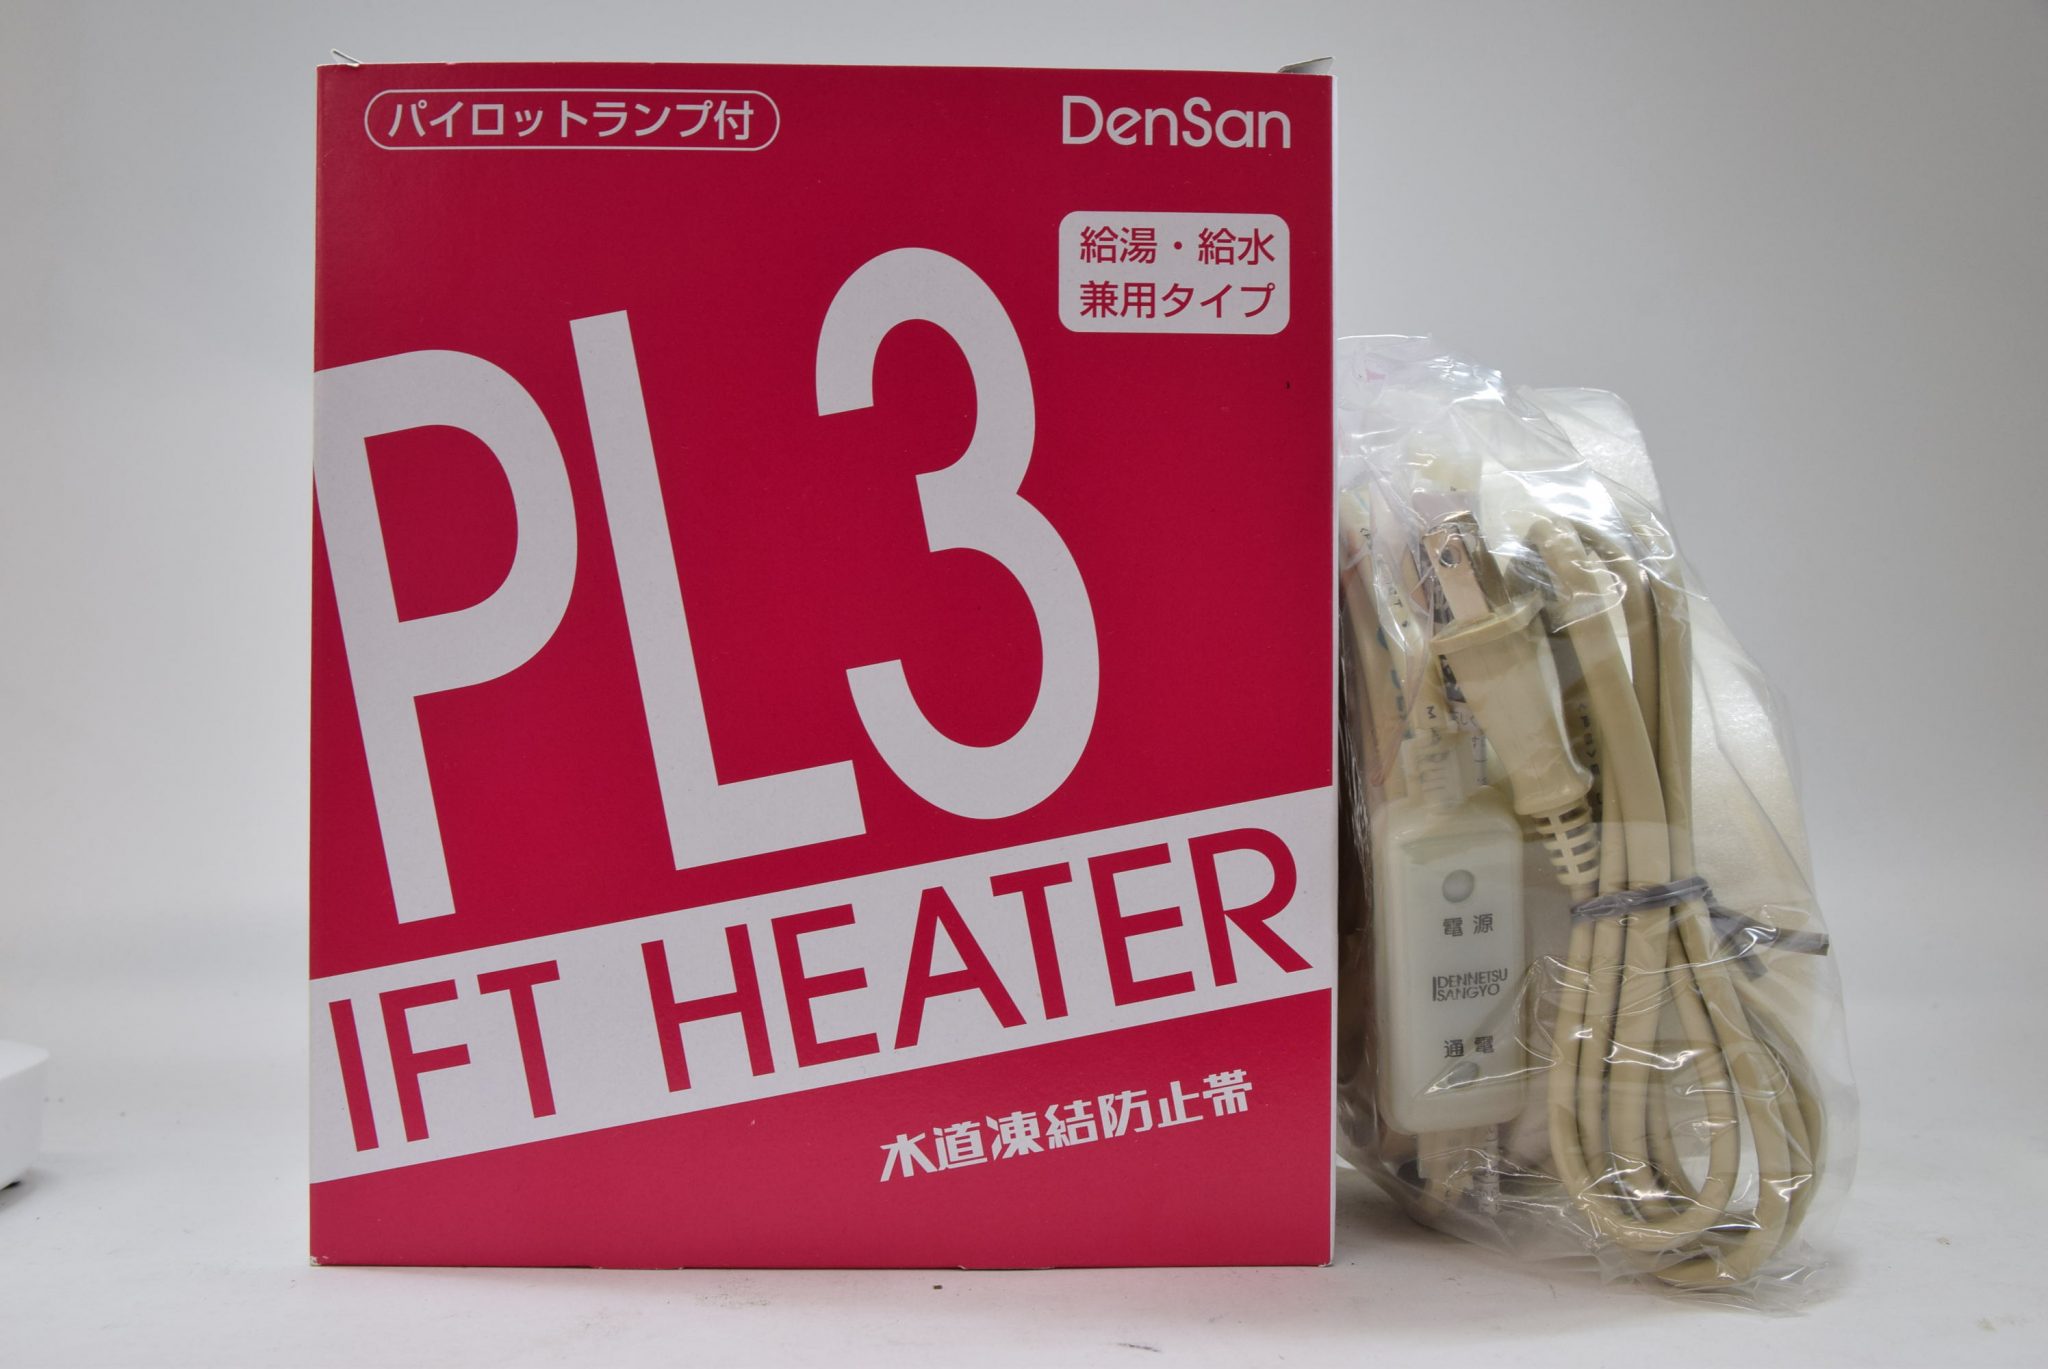 パイロットランプ付
DenSan
給湯・給水
兼用タイプ
PL3
IFT HEATER
水道凍結防止帯
電源
DENNETSU
SANGYO
通電